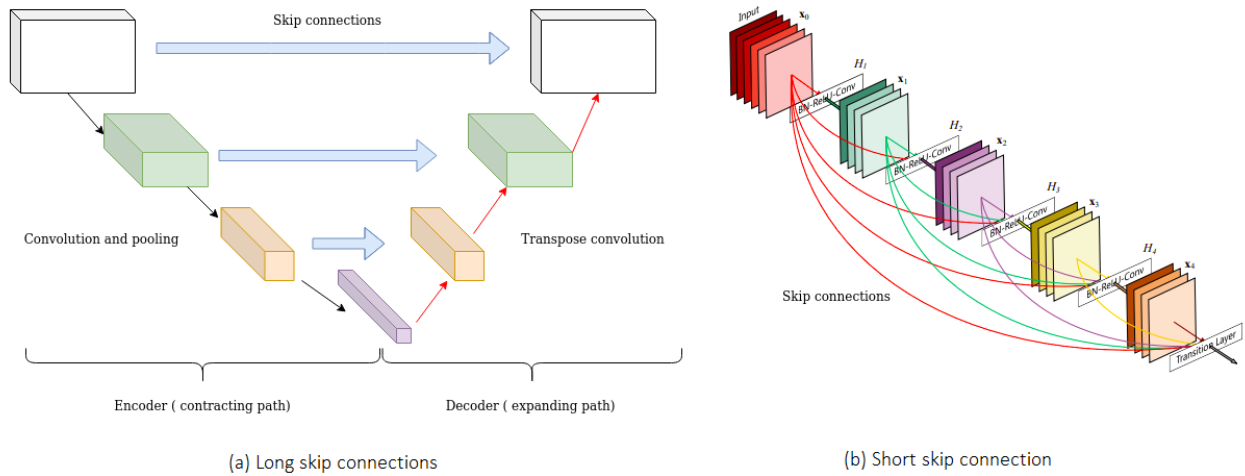 Skip connections
Convolution and pooling
Transpose convolution
Encoder ( contracting path)
Decoder ( expanding path)
(a) Long skip connections
Input
x0
H1
BN-ReLU-Conv
x1
H2
BN-ReLU-Conv
x2
H3
BN-ReLU-Conv
x3
H4
BN-ReLU-Conv
x4
Skip connections
Transition Layer
(b) Short skip connection